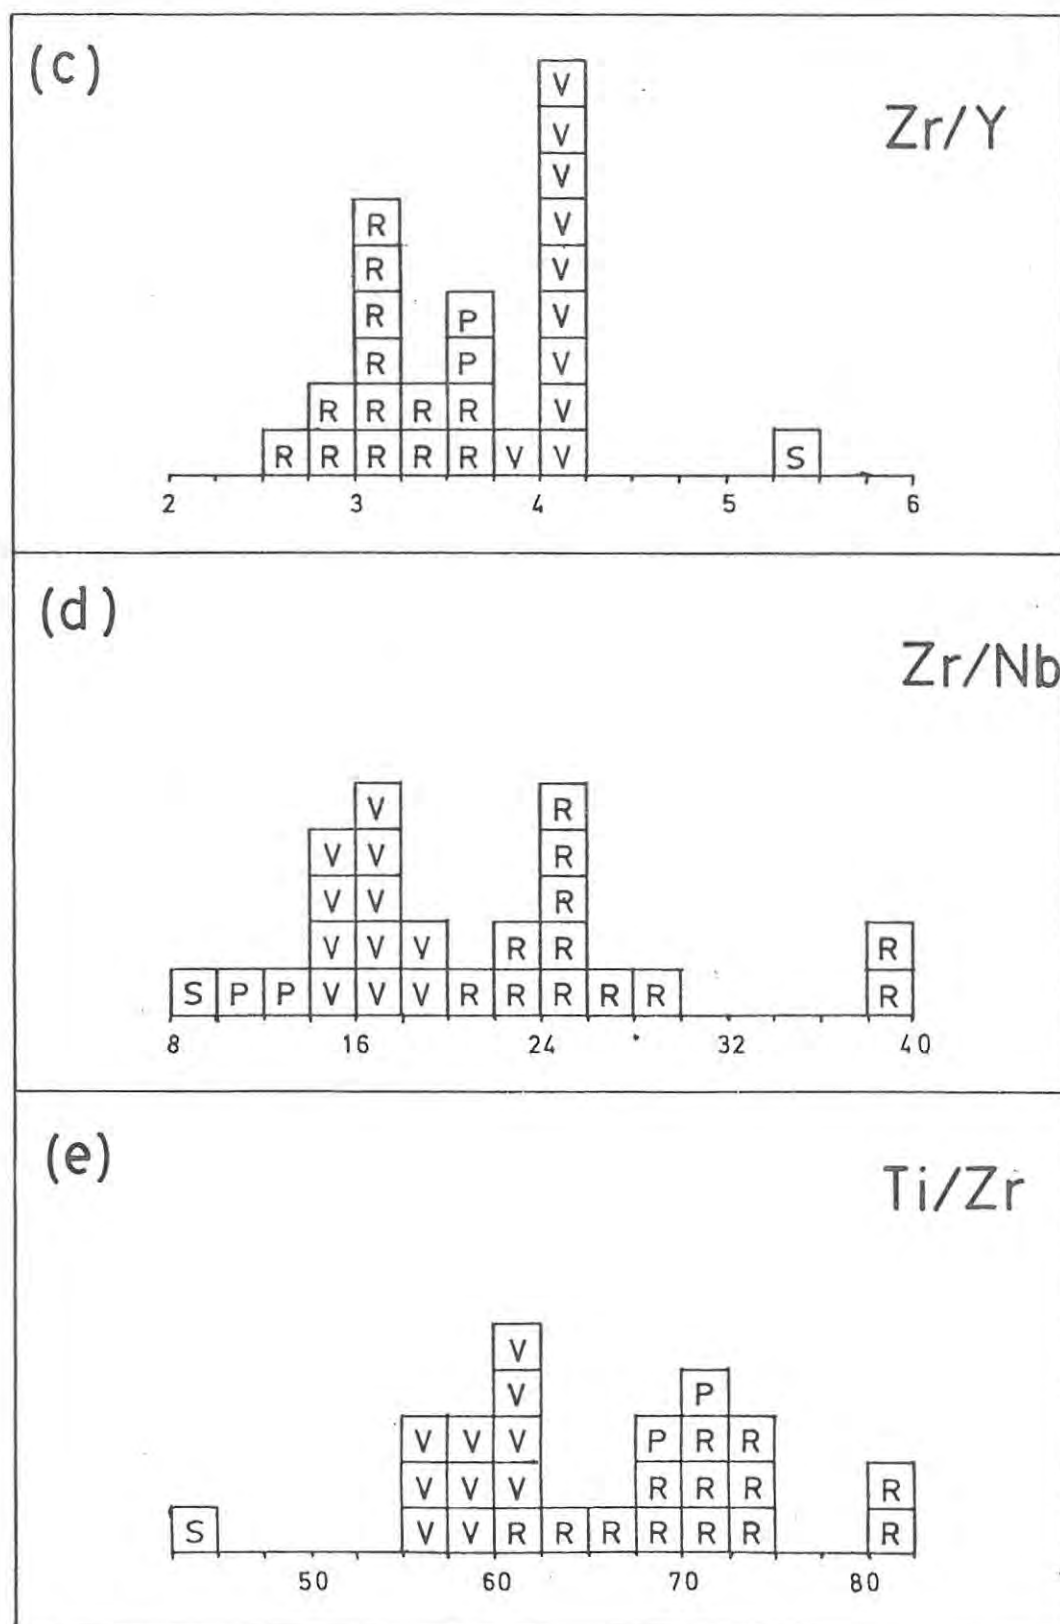 (c)
Zr/Y
V
V
V
R V
R V
R P V
R P V
R R R R V
R R R R R V V S
2 3 4 5 6
(d)
Zr/Nb
V R
V V R
V V R
V V V R R R
S P P V V V R R R R R R
8 16 24 32 40
(e)
Ti/Zr
V
V P
V V V P R R
V V V R R R R
S V V R R R R R R R
50 60 70 80